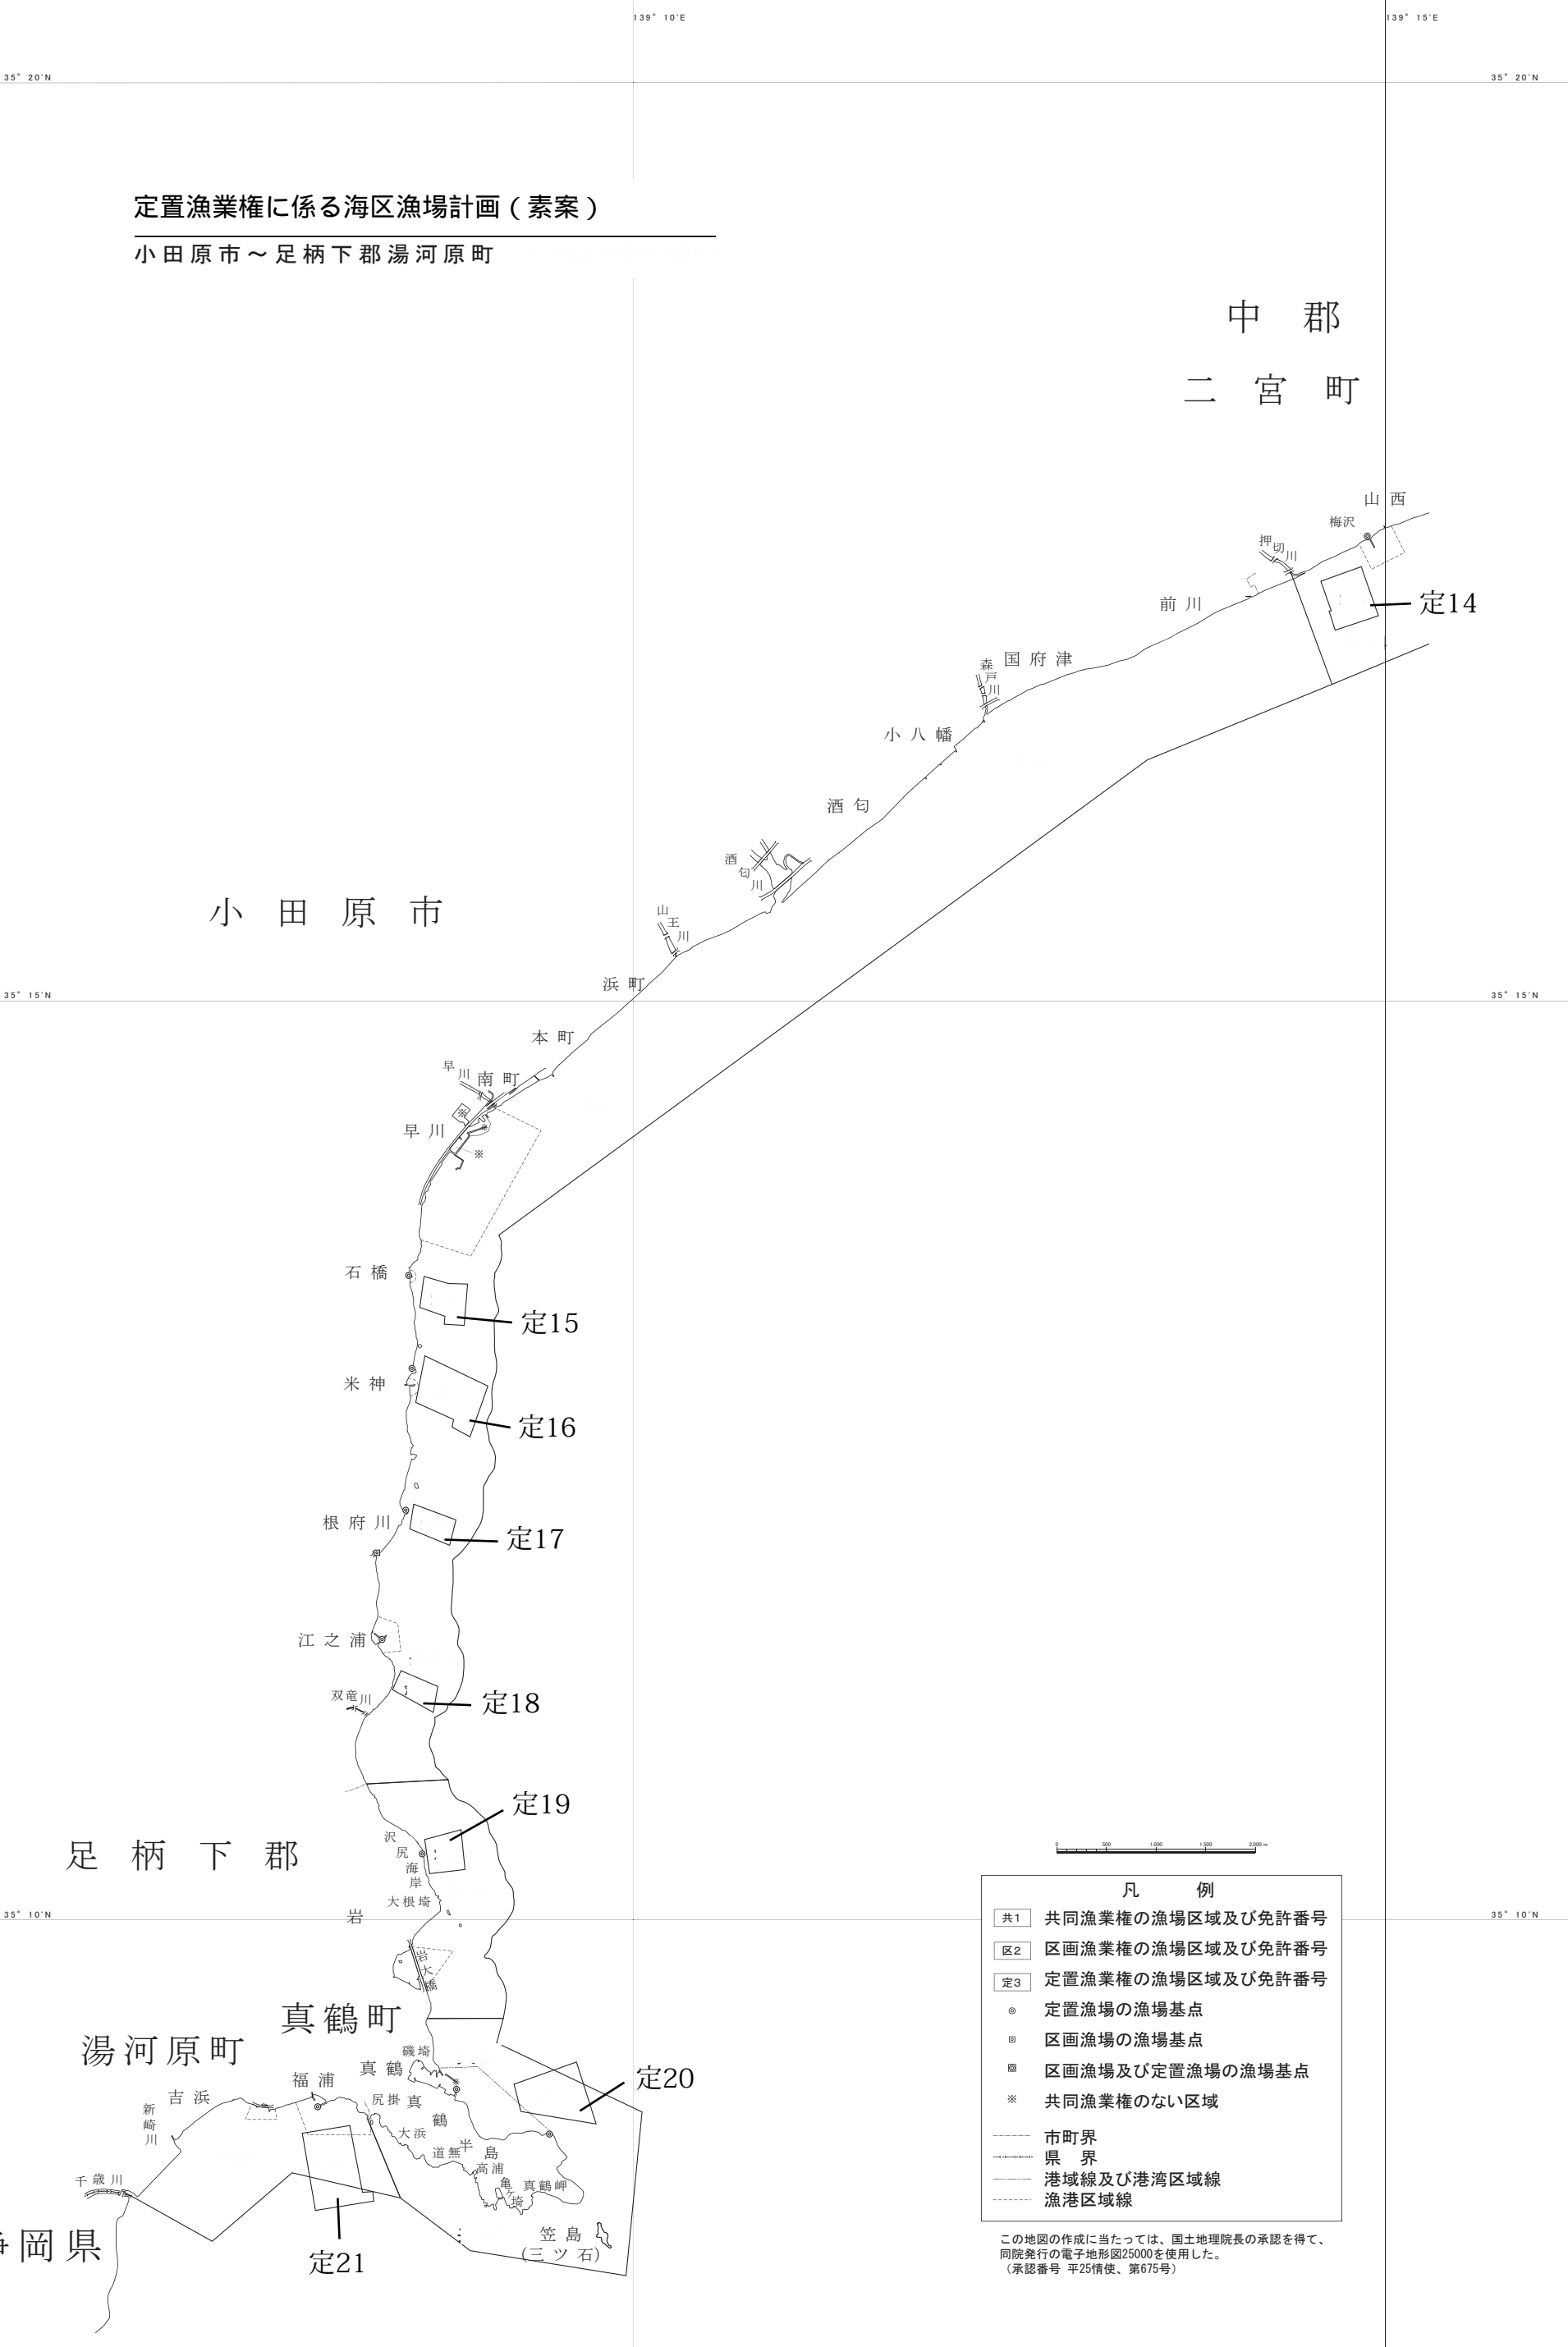 139° 10'E
139° 15'E
35° 20'N
35° 20'N
定置漁業権に係る海区漁場計画(素案)
小田原市～足柄下郡湯河原町
中郡
二宮町
山西
梅沢
押切川
定14
前川
国府津
森戸川
小八幡
酒匂
酒匂川
小田原市
山王川
浜町
35° 15'N
35° 15'N
本町
早川
南町
早川
※
※
石橋
定15
米神
定16
根府川
定17
江之浦
双竜川
定18
定19
沢尻海岸
足柄下郡
大根埼
岩
35° 10'N
35° 10'N
岩大橋
真鶴町
湯河原町
磯埼
真鶴
※
定20
福浦
吉浜
尻掛
真鶴半島
新崎川
大浜
道無
高浦
亀ケ埼
真鶴岬
千歳川
笠島
(三ツ石)
岡県
定21
0 500 1,000 1,500 2,000 m
凡例
共1 共同漁業権の漁場区域及び免許番号
区2 区画漁業権の漁場区域及び免許番号
定3 定置漁業権の漁場区域及び免許番号
◎ 定置漁場の漁場基点
区画漁場の漁場基点
区画漁場及び定置漁場の漁場基点
※ 共同漁業権のない区域
市町界
県界
港域線及び港湾区域線
漁港区域線
この地図の作成に当たっては、国土地理院長の承認を得て、
同院発行の電子地形図25000を使用した。
(承認番号 平25情使、第675号)